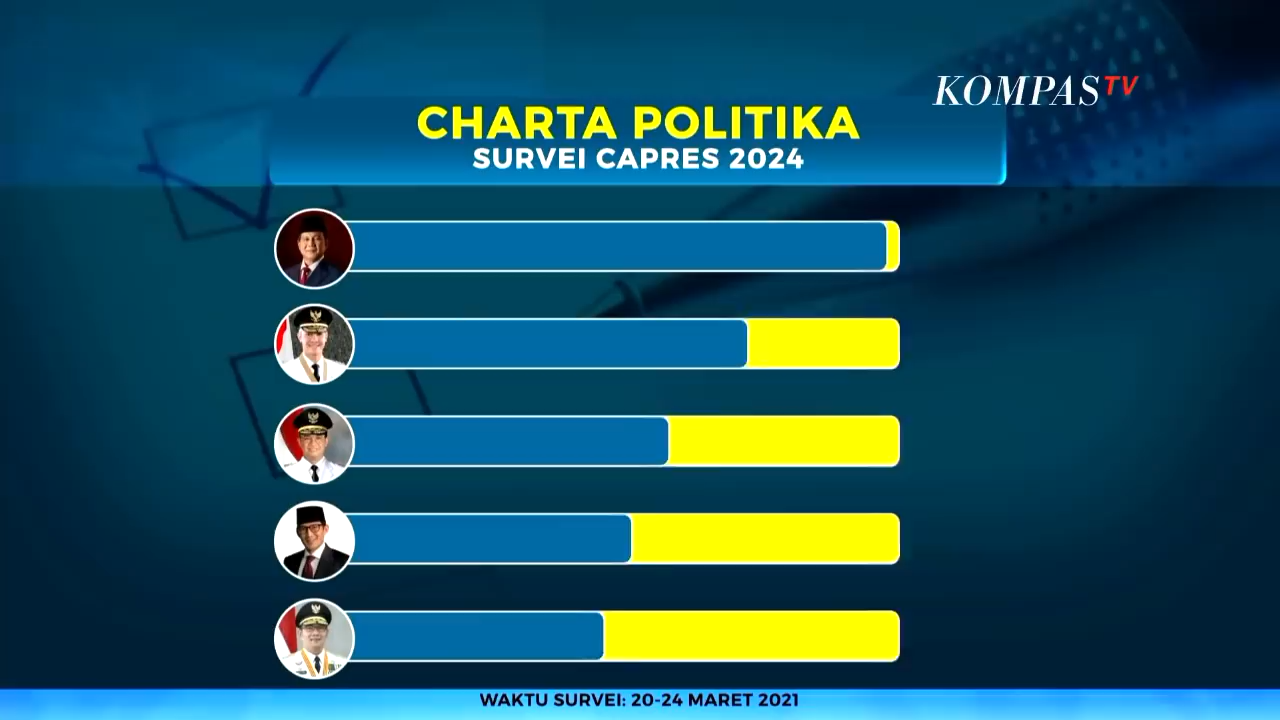 KOMPASTV
CHARTA POLITIKA
SURVEI CAPRES 2024
WAKTU SURVEI: 20-24 MARET 2021